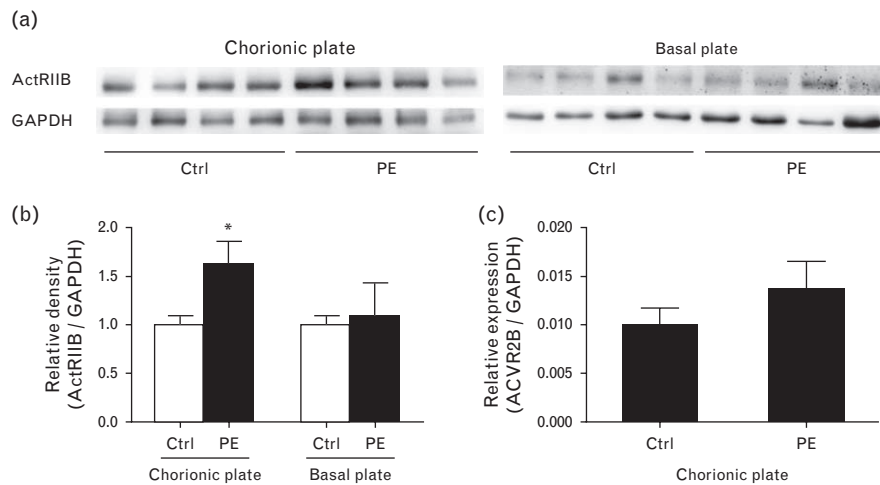 (a)
Chorionic plate
Basal plate
ActRIIB
GAPDH
Ctrl
PE
Ctrl
PE
(b)
Relative density
(ActRIIB / GAPDH)
2.0
1.5
1.0
0.5
0.0
*
Ctrl
PE
Ctrl
PE
Chorionic plate
Basal plate
(c)
Relative expression
(ACVR2B / GAPDH)
0.020
0.015
0.010
0.005
0.000
Ctrl
PE
Chorionic plate